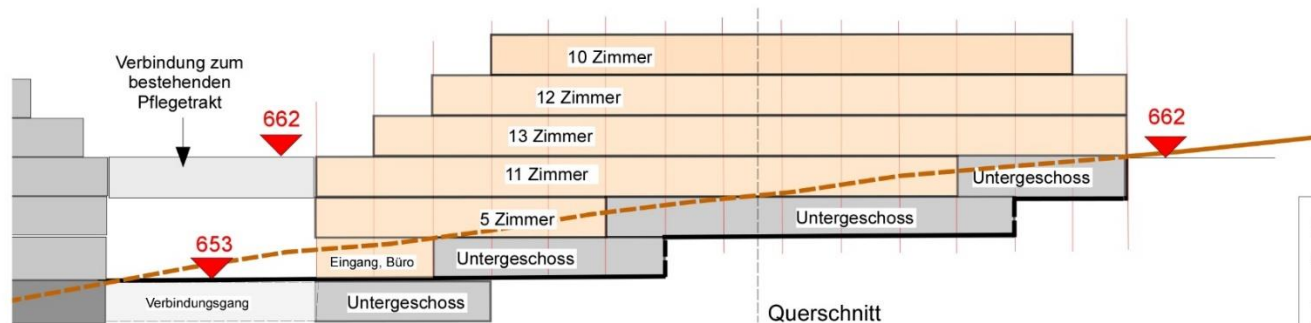 10 Zimmer
Verbindung zum
bestehenden
Pflegetrakt
12 Zimmer
662
13 Zimmer
662
11 Zimmer
Untergeschoss
5 Zimmer
Untergeschoss
653
Eingang, Büro
Untergeschoss
Verbindungsgang
Untergeschoss
Querschnitt